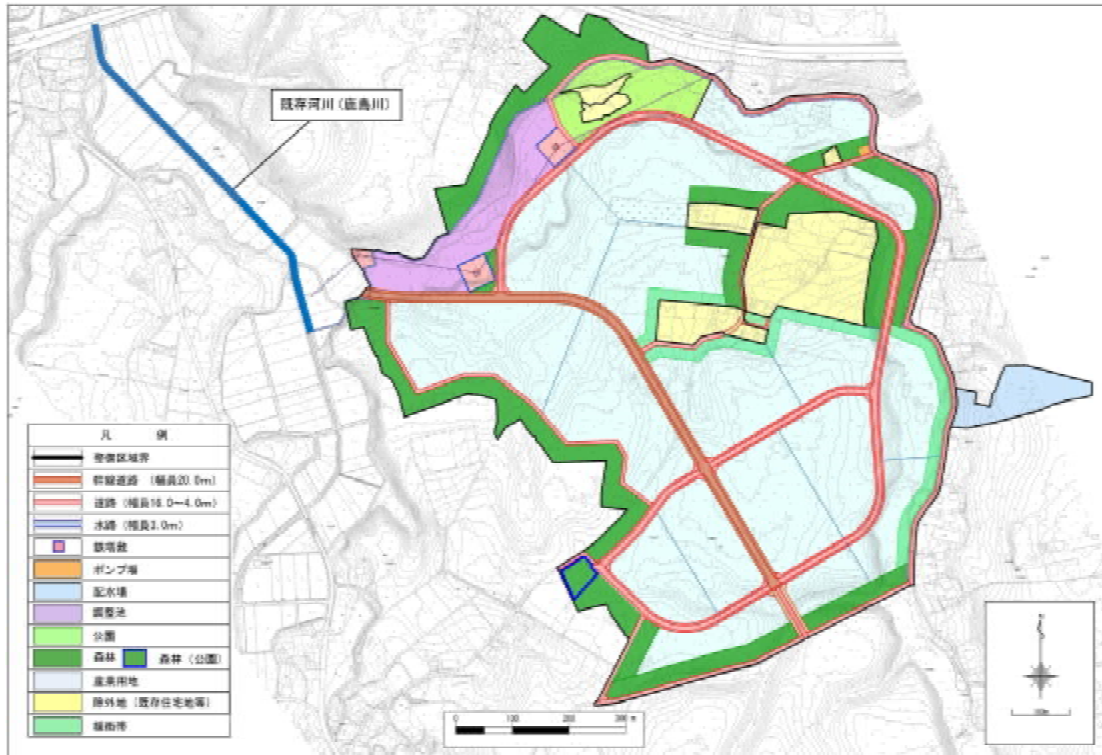 既存河川（鹿島川）
凡　例
整備区域界
幹線道路 （幅員20.0m）
道路（幅員16.0〜4.0m）
水路（幅員3.0m）
鉄塔敷
ポンプ場
配水場
調整池
公園
森林 森林（公園）
産業用地
除外地（既存住宅地等）
緩衝帯
0 100 200 300 m